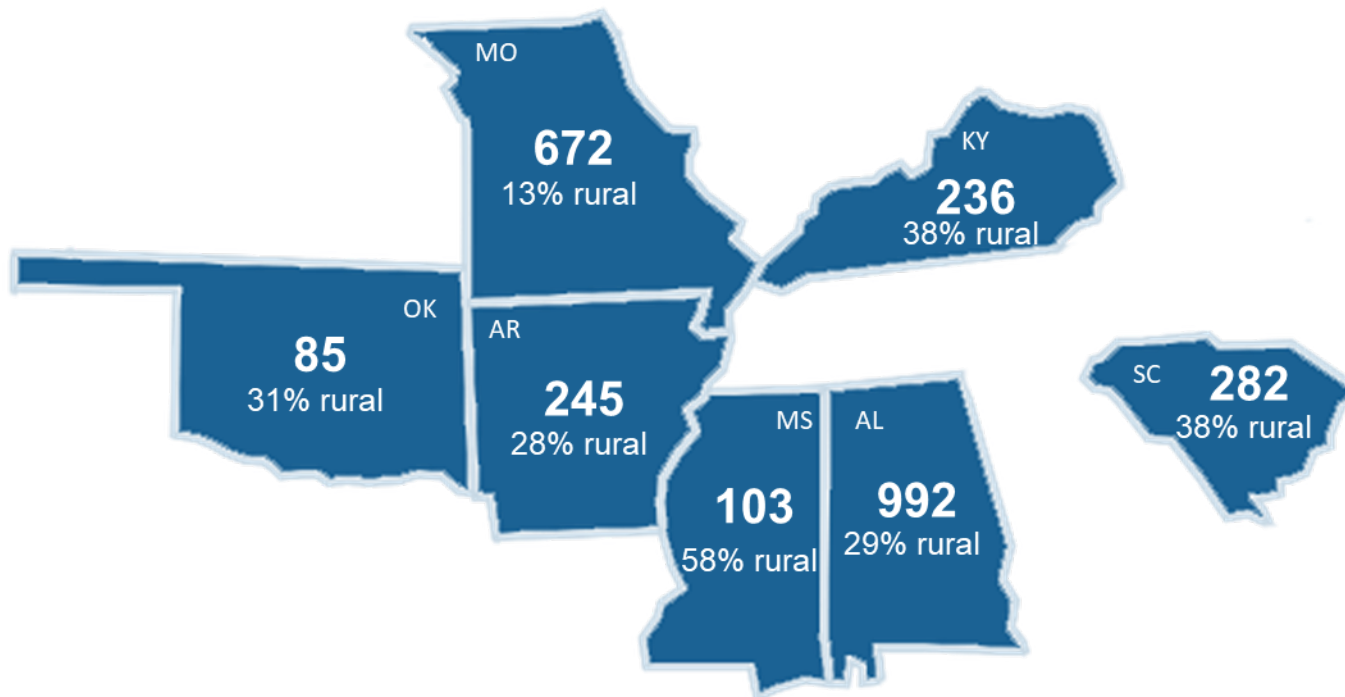 MO
672
13% rural
KY
236
38% rural
OK
85
31% rural
AR
245
28% rural
MS
103
58% rural
AL
992
29% rural
SC
282
38% rural